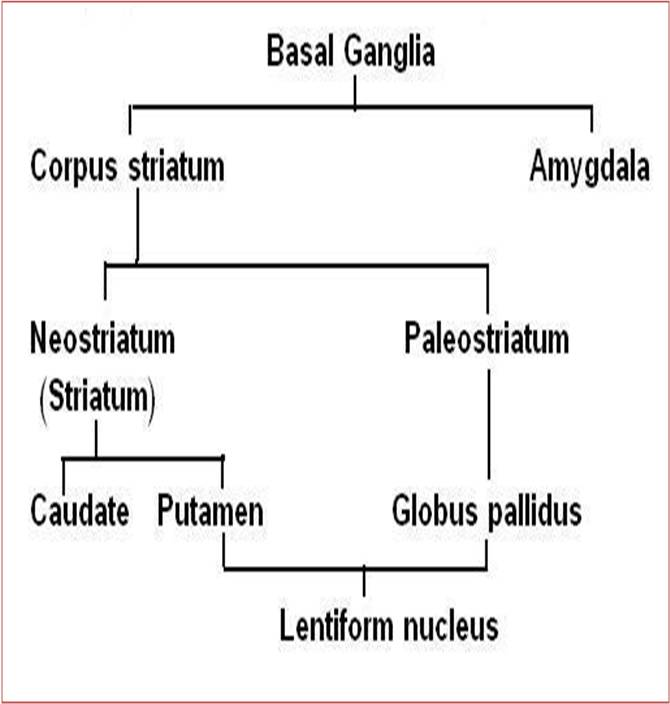 Basal Ganglia
Corpus striatum
Amygdala
Neostriatum
(Striatum)
Paleostriatum
Caudate
Putamen
Globus pallidus
Lentiform nucleus